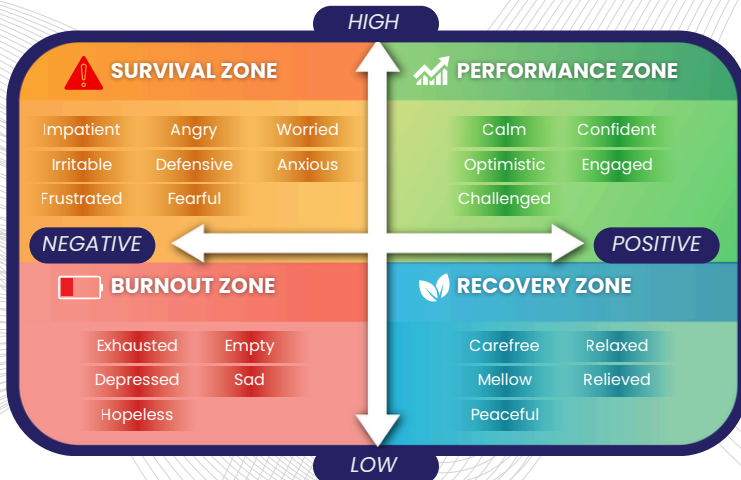 HIGH
SURVIVAL ZONE
Impatient Angry Worried
Irritable Defensive Anxious
Frustrated Fearful
PERFORMANCE ZONE
Calm Confident
Optimistic Engaged
Challenged
NEGATIVE
POSITIVE
BURNOUT ZONE
Exhausted Empty
Depressed Sad
Hopeless
RECOVERY ZONE
Carefree Relaxed
Mellow Relieved
Peaceful
LOW